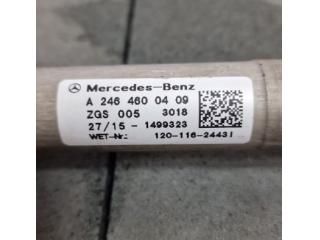 Mercedes-Benz
A 246 460 04 09
ZGS 005 3018
27/15 - 1499323
WET-Nr.: 120-116-24431